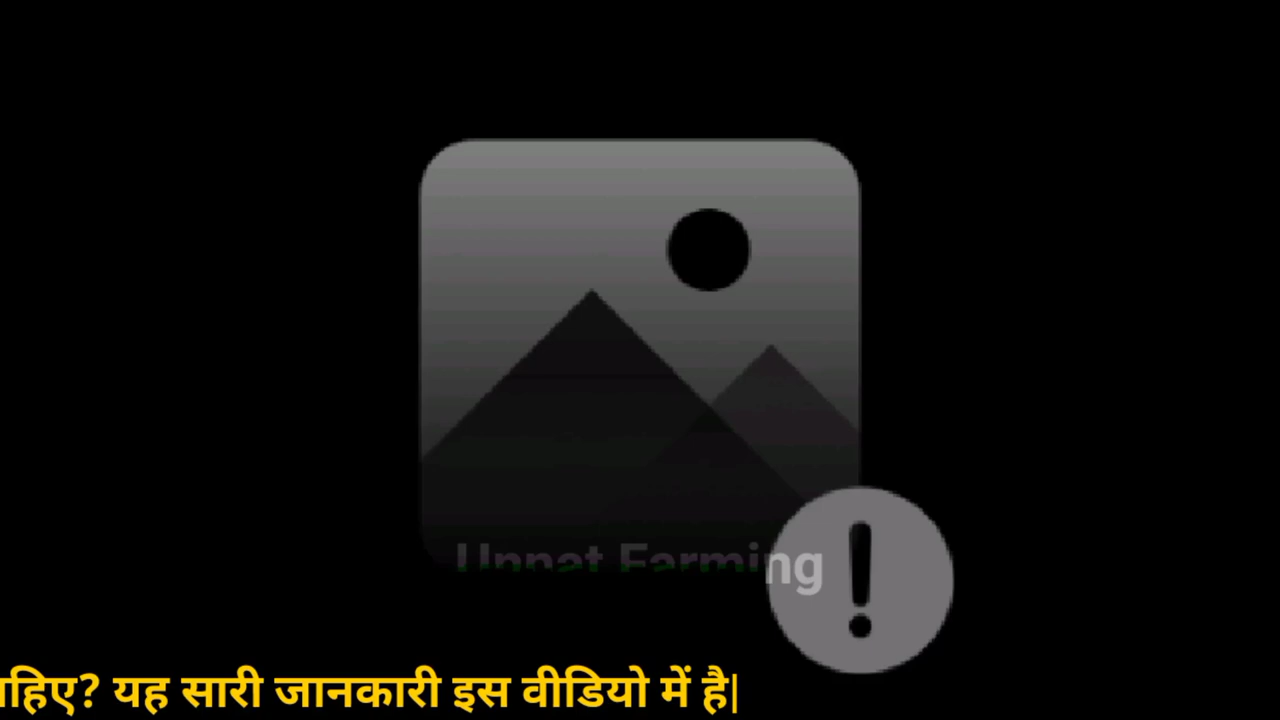 Unnat Farming
ाहिए? यह सारी जानकारी इस वीडियो में है|